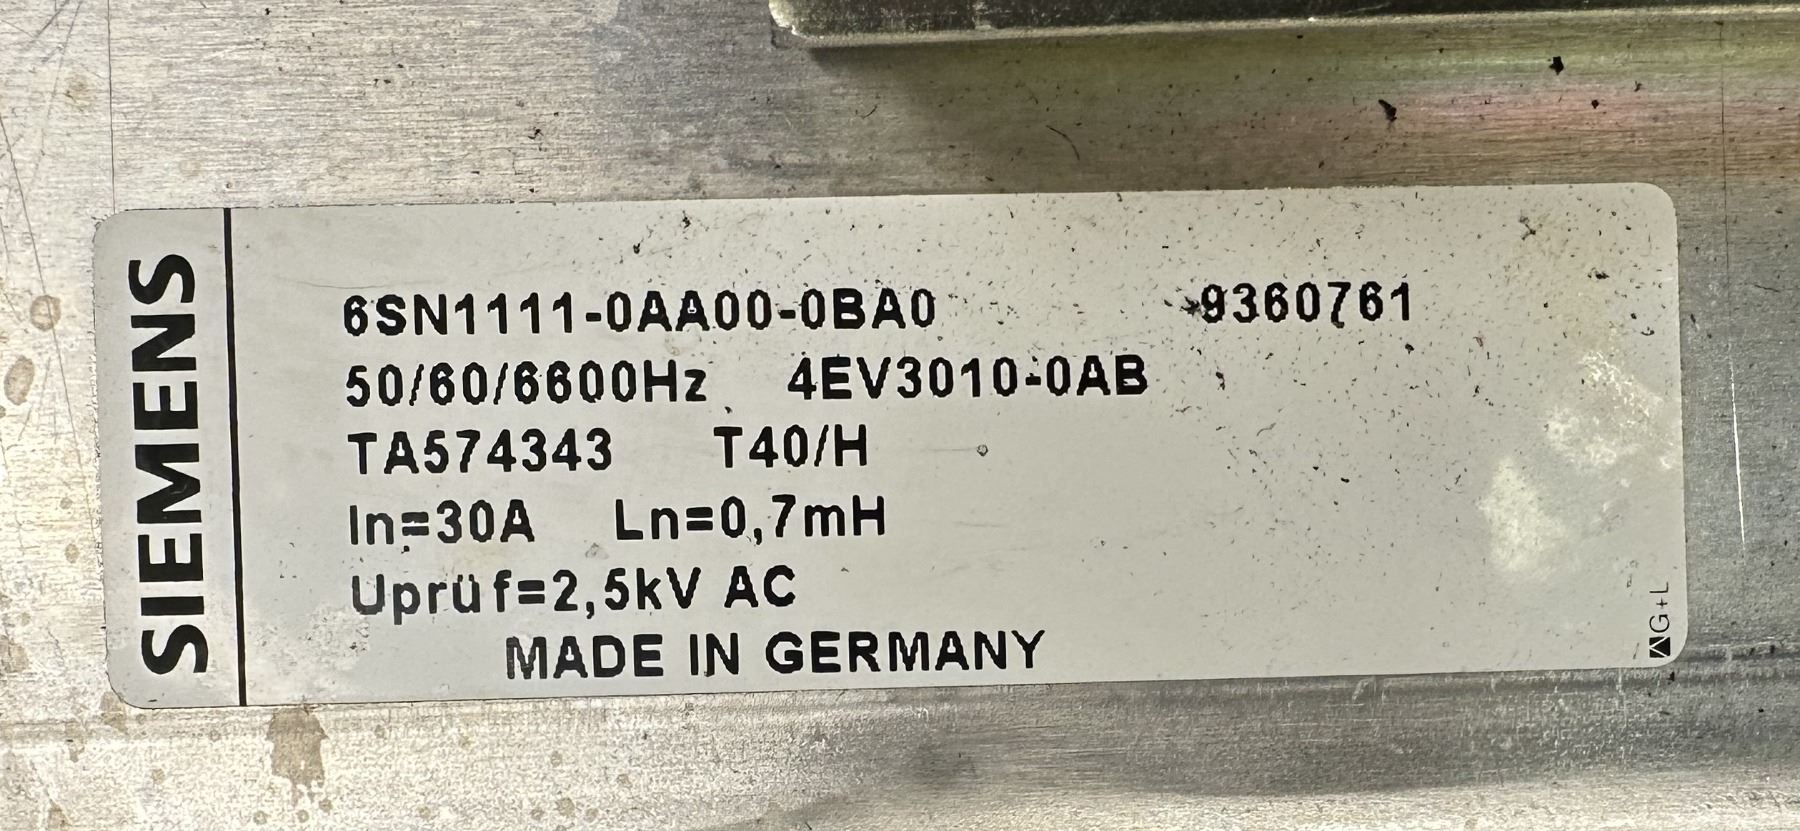 SIEMENS
6SN1111-0AA00-0BA0 9360761
50/60/6600Hz 4EV3010-0AB
TA574343 T40/H
In=30A Ln=0,7mH
Uprüf=2,5kV AC
MADE IN GERMANY
G+L